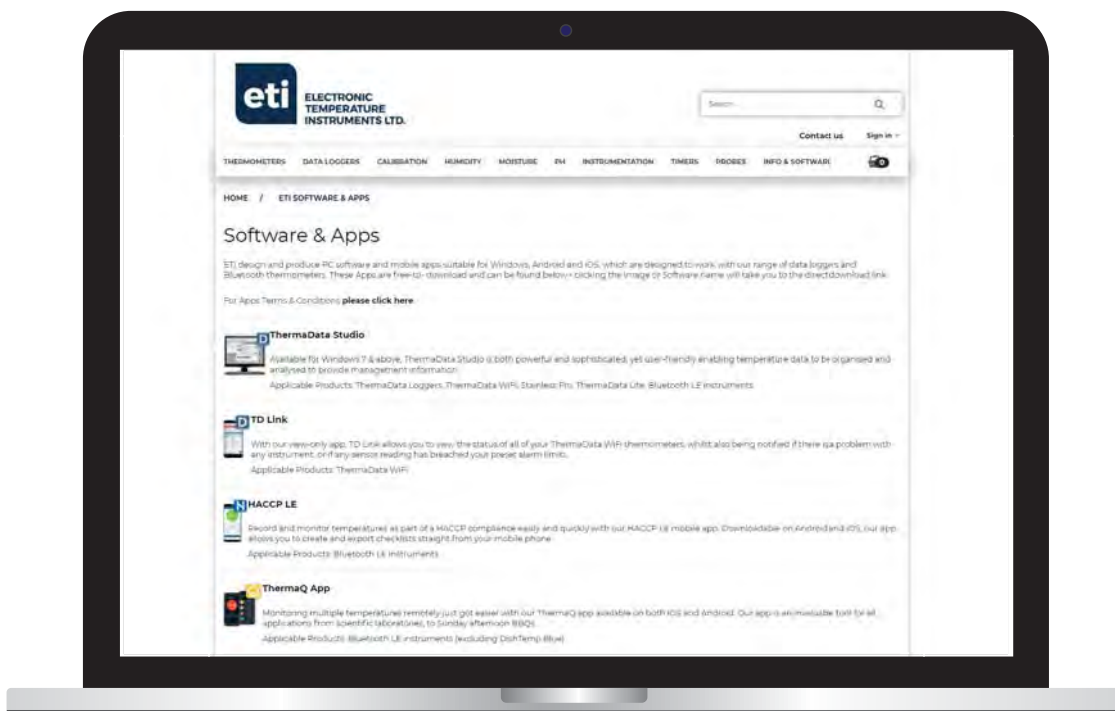 eti ELECTRONIC
TEMPERATURE
INSTRUMENTS LTD.
Search
Contact us Sign in
THERMOMETERS DATA LOGGERS CALIBRATION HUMIDITY MOISTURE PH INSTRUMENTATION TIMERS PROBES INFO & SOFTWARE
HOME / ETI SOFTWARE & APPS
Software & Apps
ETI design and produce PC software and mobile apps suitable for Windows, Android and iOS, which are designed to work with our range of data loggers and
Bluetooth thermometers. These Apps are free-to- download and can be found below - clicking the image or Software name will take you to the direct download link.
For Apps Terms & Conditions please click here.
ThermaData Studio
Available for Windows 7 & above, ThermaData Studio is both powerful and sophisticated, yet user-friendly enabling temperature data to be organised and
analysed to provide management information.
Applicable Products: ThermaData Loggers, ThermaData WiFi, Stainless Pro, ThermaData Lite, Bluetooth LE instruments.
TD Link
With our view-only app, TD Link allows you to view the status of all of your ThermaData WiFi thermometers, whilst also being notified if there is a problem with
any instrument, or if any sensor reading has breached your preset alarm limits.
Applicable Products: ThermaData WiFi
HACCP LE
Record and monitor temperatures as part of a HACCP compliance easily and quickly with our HACCP LE mobile app. Downloadable on Android and iOS, our app
allows you to create and export checklists straight from your mobile phone.
Applicable Products: Bluetooth LE instruments
ThermaQ App
Monitoring multiple temperatures remotely just got easier with our ThermaQ app available on both iOS and Android. Our app is an invaluable tool for all
applications from scientific laboratories, to Sunday afternoon BBQs.
Applicable Products: Bluetooth LE instruments (excluding DishTemp Blue)